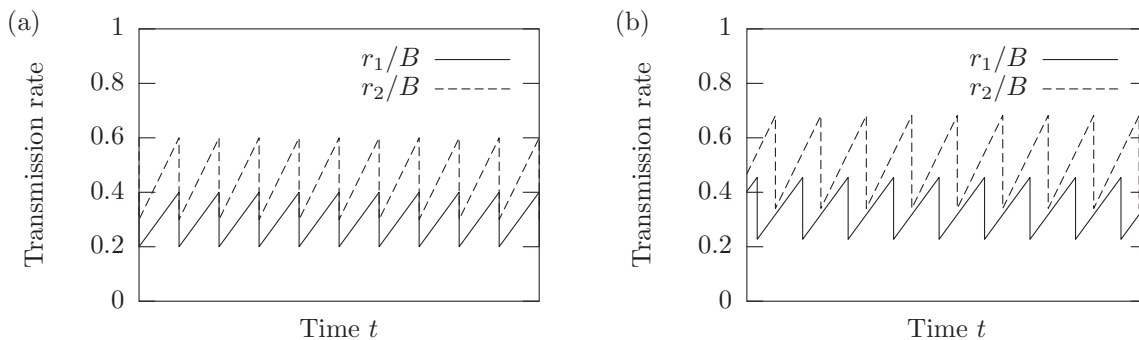 (a)
Transmission rate
1
0.8
0.6
0.4
0.2
0
r₁/B
r₂/B
Time t
(b)
Transmission rate
1
0.8
0.6
0.4
0.2
0
r₁/B
r₂/B
Time t